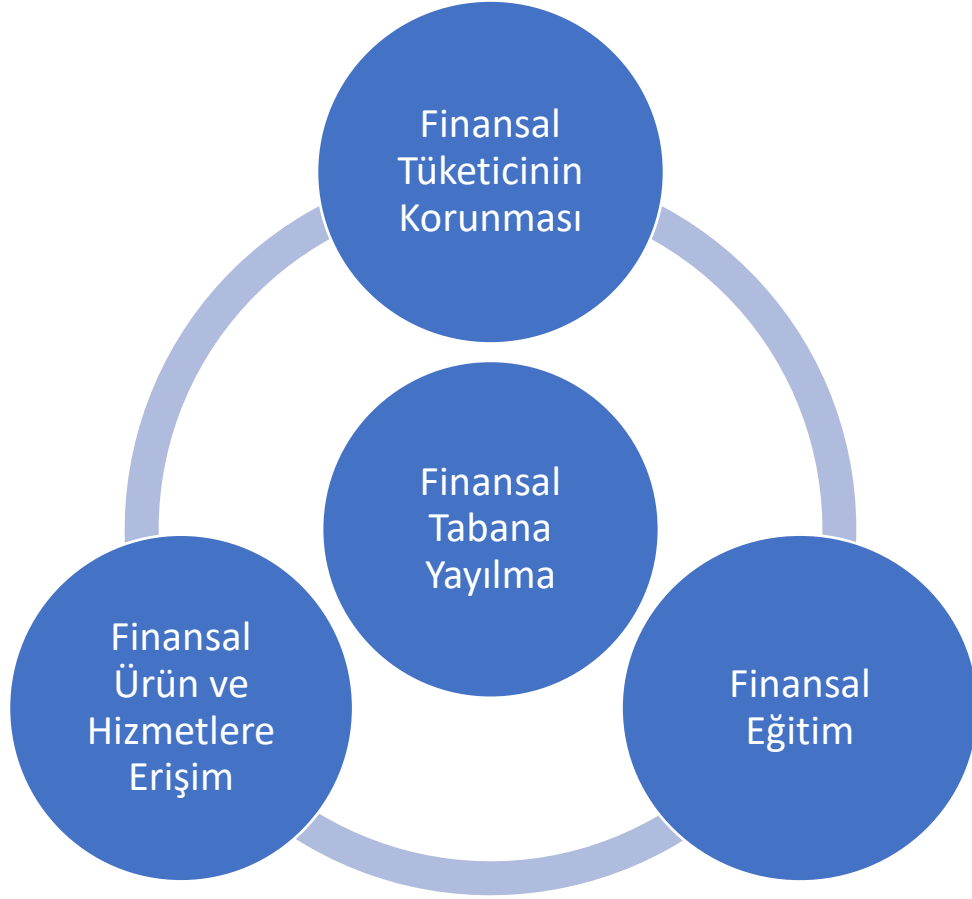 Finansal
Tüketicinin
Korunması
Finansal
Tabana
Yayılma
Finansal
Ürün ve
Hizmetlere
Erişim
Finansal
Eğitim